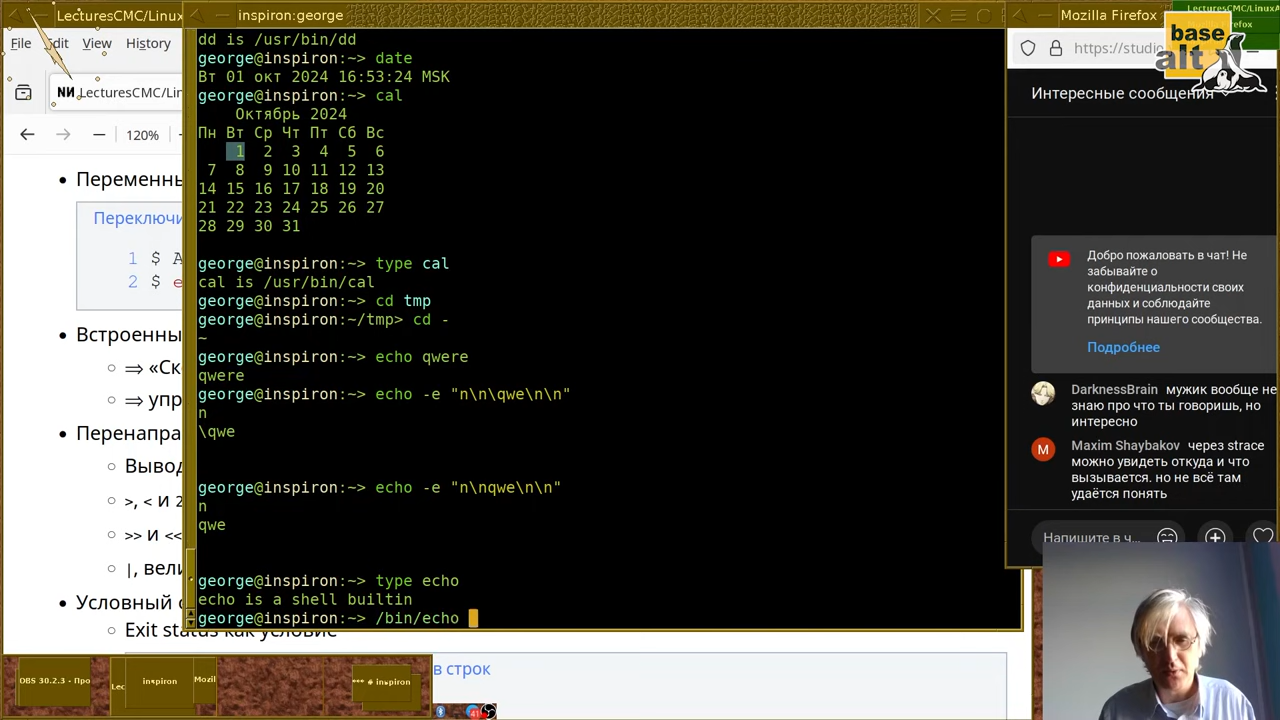 LecturesCMC/Linux
inspiron:george
Mozilla Firefox
LecturesCMC/LinuxA
base
alt
File Edit View History
LecturesCMC/Lin
120%
https://studio
Интересные сообщения
dd is /usr/bin/dd
george@inspiron:~> date
Вт 01 окт 2024 16:53:24 MSK
george@inspiron:~> cal
Октябрь 2024
Пн Вт Ср Чт Пт Сб Вс
1 2 3 4 5 6
7 8 9 10 11 12 13
14 15 16 17 18 19 20
21 22 23 24 25 26 27
28 29 30 31
george@inspiron:~> type cal
cal is /usr/bin/cal
george@inspiron:~> cd tmp
george@inspiron:~/tmp> cd -
~
george@inspiron:~> echo qwere
qwere
george@inspiron:~> echo -e "n\n\qwe\n\n"
n
\qwe
george@inspiron:~> echo -e "n\nqwe\n\n"
n
qwe
george@inspiron:~> type echo
echo is a shell builtin
george@inspiron:~> /bin/echo
Переменны
Переключи
1 $ A
2 $ e
Встроенны
⇒ «Ск
⇒ упр
Перенапра
Вывод
>, < и 2
>> и <<
|, вели
Условный о
Exit status как условие
в строк
Добро пожаловать в чат! Не
забывайте о
конфиденциальности своих
данных и соблюдайте
принципы нашего сообщества.
Подробнее
DarknessBrain мужик вообще не
знаю про что ты говоришь, но
интересно
M
Maxim Shaybakov через strace
можно увидеть откуда и что
вызывается. но не всё там
удаётся понять
Напишите в ч...
OBS 30.2.3 - Про
Lec
inspiron
Mozil
*** # inspiron
41